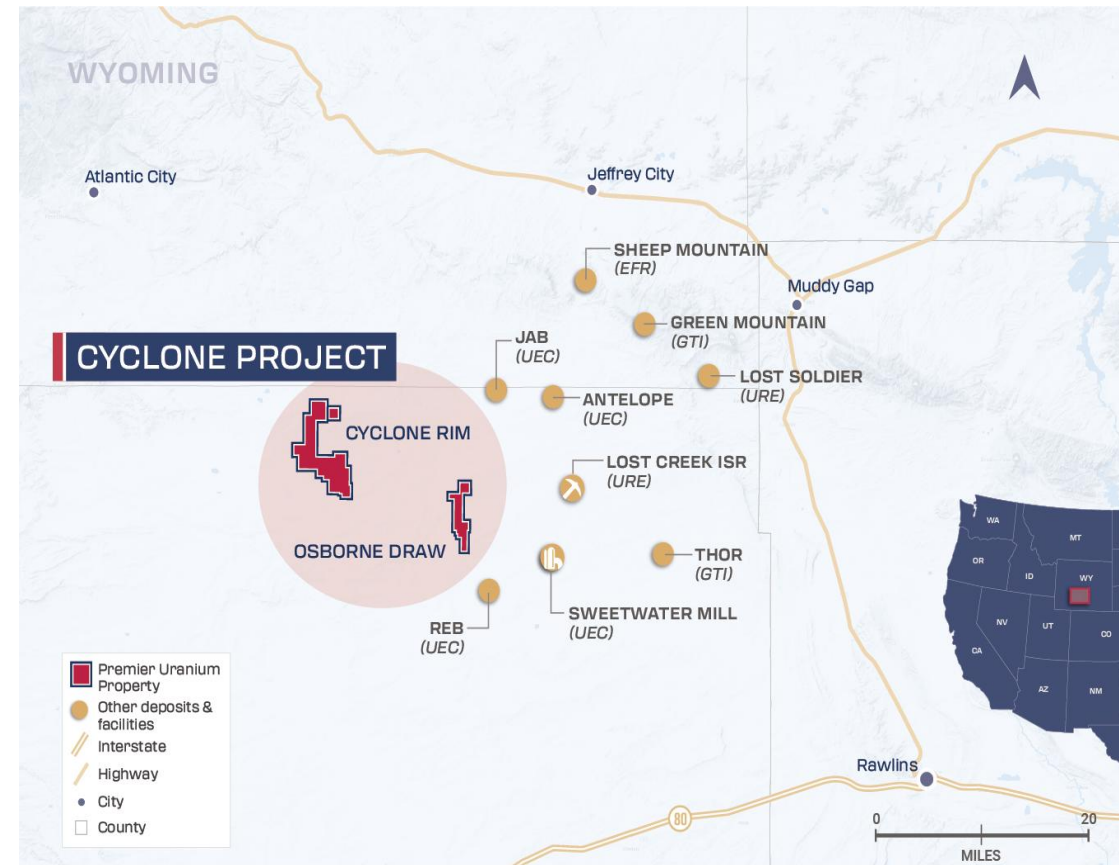 WYOMING
Atlantic City
Jeffrey City
SHEEP MOUNTAIN
(EFR)
Muddy Gap
GREEN MOUNTAIN
(GTI)
JAB
(UEC)
CYCLONE PROJECT
LOST SOLDIER
(URE)
ANTELOPE
(UEC)
CYCLONE RIM
LOST CREEK ISR
(URE)
OSBORNE DRAW
THOR
(GTI)
SWEETWATER MILL
(UEC)
REB
(UEC)
WA
MT
OR
ID
WY
NV
UT
CO
CA
AZ
NM
Premier Uranium
Property
Other deposits &
facilities
Interstate
Highway
City
County
Rawlins
80
0 20
MILES